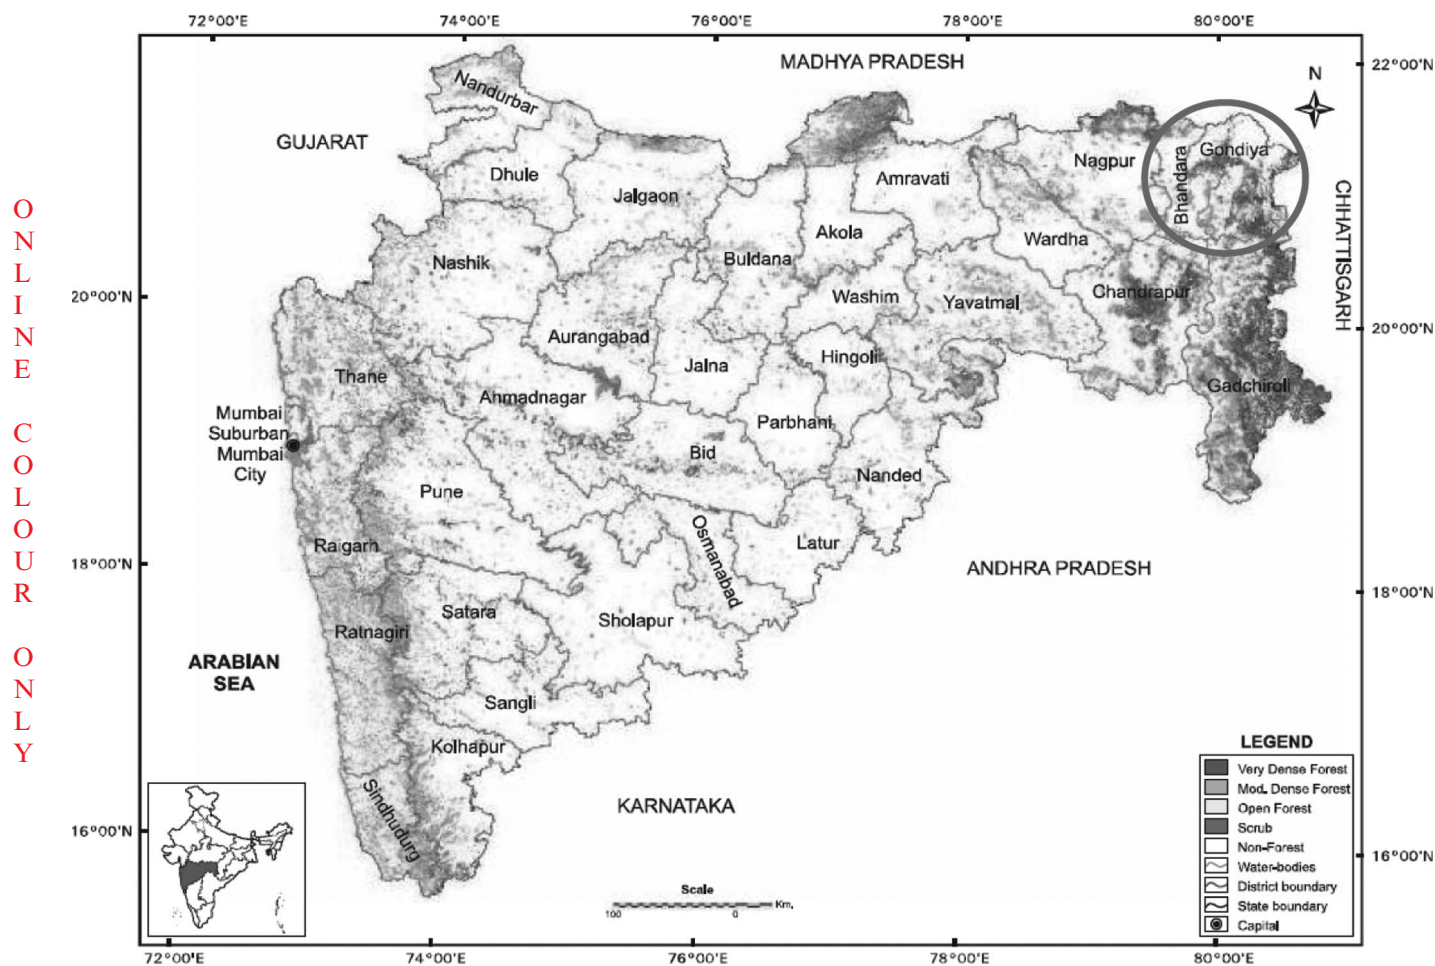 72°00'E 74°00'E 76°00'E 78°00'E 80°00'E
22°00'N
20°00'N
18°00'N
16°00'N
20°00'N
18°00'N
16°00'N
72°00'E 74°00'E 76°00'E 78°00'E 80°00'E
ONLINE COLOUR ONLY
MADHYA PRADESH
N
GUJARAT
CHHATTISGARH
ANDHRA PRADESH
KARNATAKA
ARABIAN
SEA
Nandurbar
Dhule
Jalgaon
Nashik
Buldana
Akola
Amravati
Nagpur
Bhandara
Gondiya
Wardha
Washim
Yavatmal
Chandrapur
Gadchiroli
Aurangabad
Jalna
Hingoli
Parbhani
Thane
Ahmadnagar
Mumbai
Suburban
Mumbai
City
Bid
Nanded
Pune
Raigarh
Osmanabad
Latur
Satara
Sholapur
Ratnagiri
Sangli
Kolhapur
Sindhudurg
Scale
100 0 Km.
LEGEND
Very Dense Forest
Mod. Dense Forest
Open Forest
Scrub
Non-Forest
Water-bodies
District boundary
State boundary
Capital